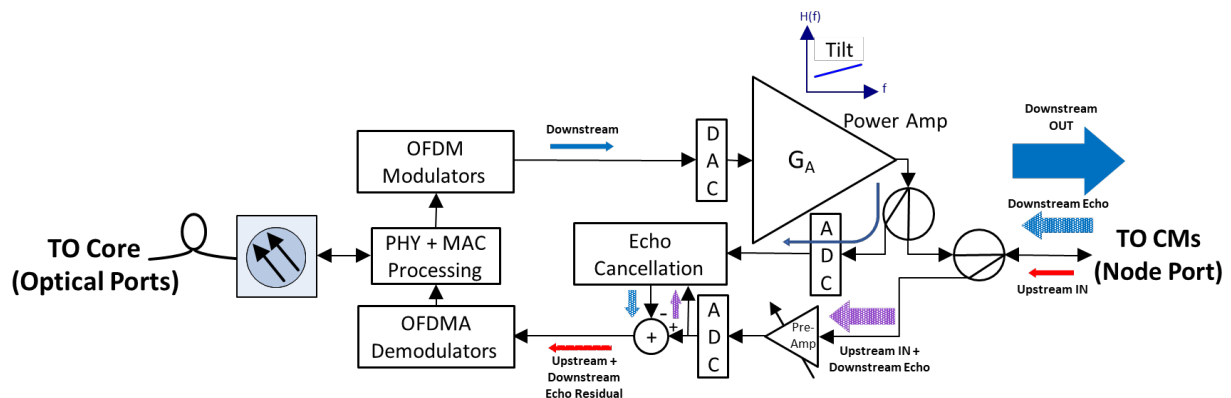 H(f)
Tilt
f
Power Amp
Downstream
OUT
OFDM
Modulators
Downstream
D
A
C
G_A
Downstream Echo
TO Core
(Optical Ports)
PHY + MAC
Processing
Echo
Cancellation
A
D
C
TO CMs
(Node Port)
Upstream IN
OFDMA
Demodulators
-
+
+
A
D
C
Pre-
Amp
Upstream +
Downstream
Echo Residual
Upstream IN +
Downstream Echo